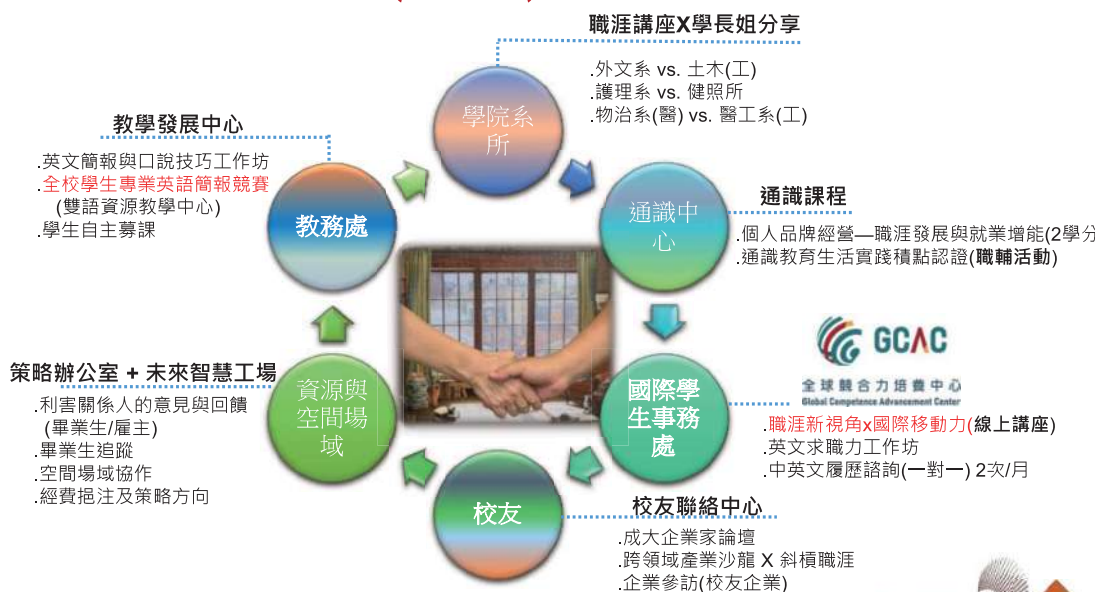 職涯講座X學長姐分享
.外文系 vs. 土木(工)
.護理系 vs. 健照所
.物治系(醫) vs. 醫工系(工)
學院系
所
教學發展中心
.英文簡報與口說技巧工作坊
.全校學生專業英語簡報競賽
(雙語資源教學中心)
.學生自主募課
教務處
通識中
心
通識課程
.個人品牌經營—職涯發展與就業增能(2學分
.通識教育生活實踐積點認證(職輔活動)
GCAC
全球競合力培養中心
Global Competence Advancement Center
國際學
生事務
處
.職涯新視角x國際移動力(線上講座)
.英文求職力工作坊
.中英文履歷諮詢(一對一) 2次/月
策略辦公室 + 未來智慧工場
.利害關係人的意見與回饋
(畢業生/雇主)
.畢業生追蹤
.空間場域協作
.經費挹注及策略方向
資源與
空間場
域
校友
校友聯絡中心
.成大企業家論壇
.跨領域產業沙龍 X 斜槓職涯
.企業參訪(校友企業)